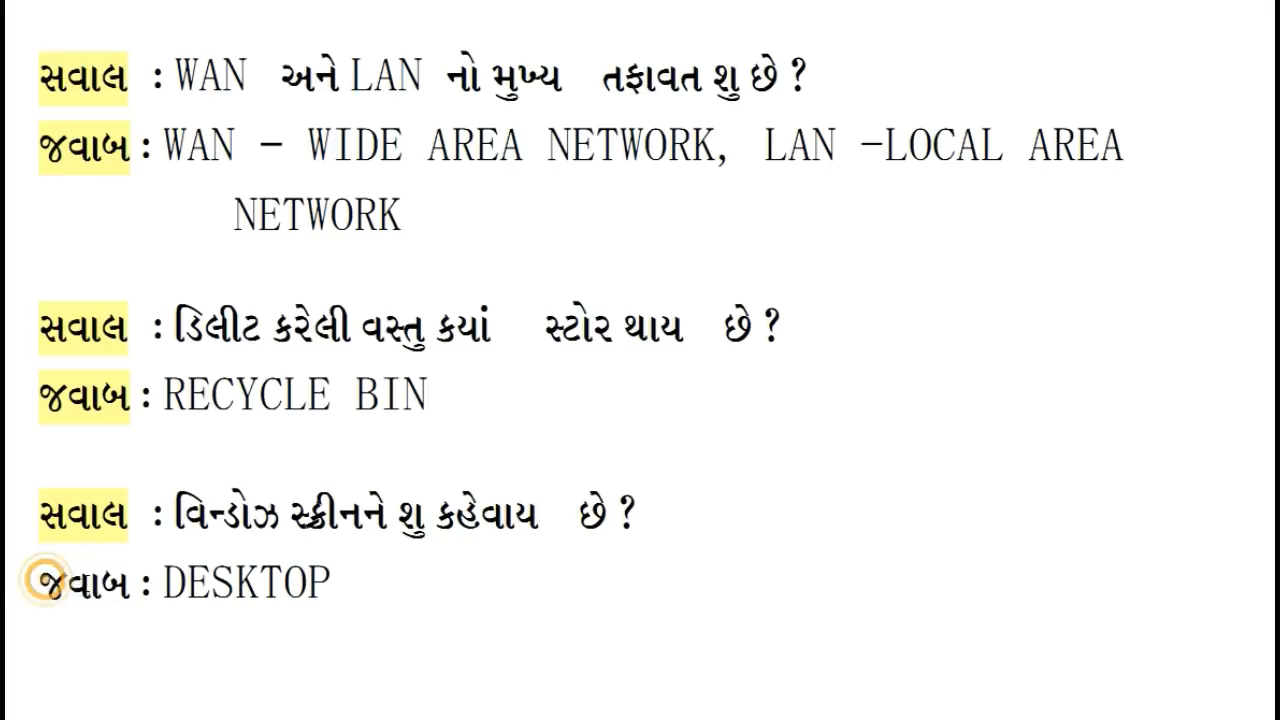 સવાલ : WAN અને LAN નો મુખ્ય તફાવત શુ છે ?
જવાબ : WAN - WIDE AREA NETWORK, LAN -LOCAL AREA
NETWORK
સવાલ : ડિલીટ કરેલી વસ્તુ કયાં સ્ટોર થાય છે ?
જવાબ : RECYCLE BIN
સવાલ : વિન્ડોઝ સ્ક્રીનને શુ કહેવાય છે ?
જવાબ : DESKTOP